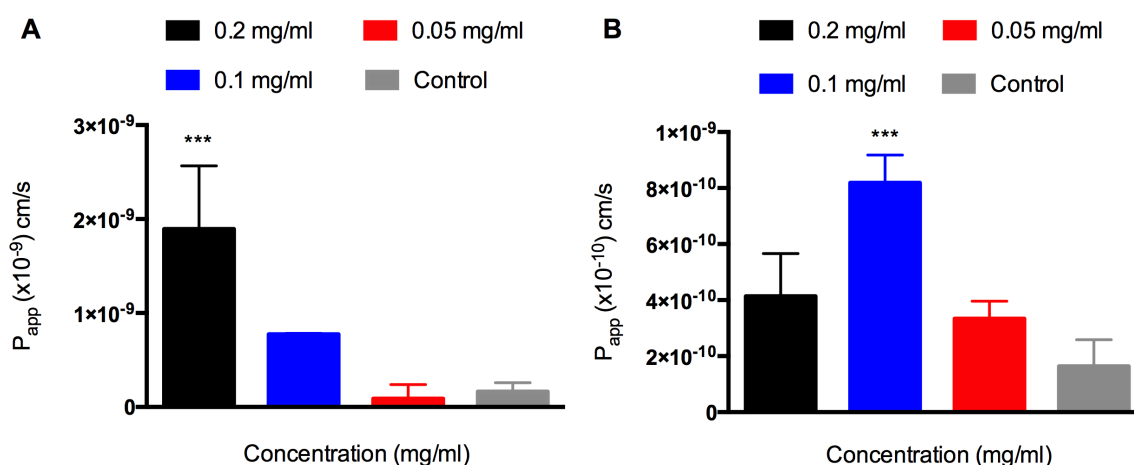 A
0.2 mg/ml
0.05 mg/ml
0.1 mg/ml
Control
3×10⁻⁹
2×10⁻⁹
1×10⁻⁹
0
***
Papp (x10⁻⁹) cm/s
Concentration (mg/ml)
B
0.2 mg/ml
0.05 mg/ml
0.1 mg/ml
Control
1×10⁻⁹
8×10⁻¹⁰
6×10⁻¹⁰
4×10⁻¹⁰
2×10⁻¹⁰
0
***
Papp (x10⁻¹⁰) cm/s
Concentration (mg/ml)